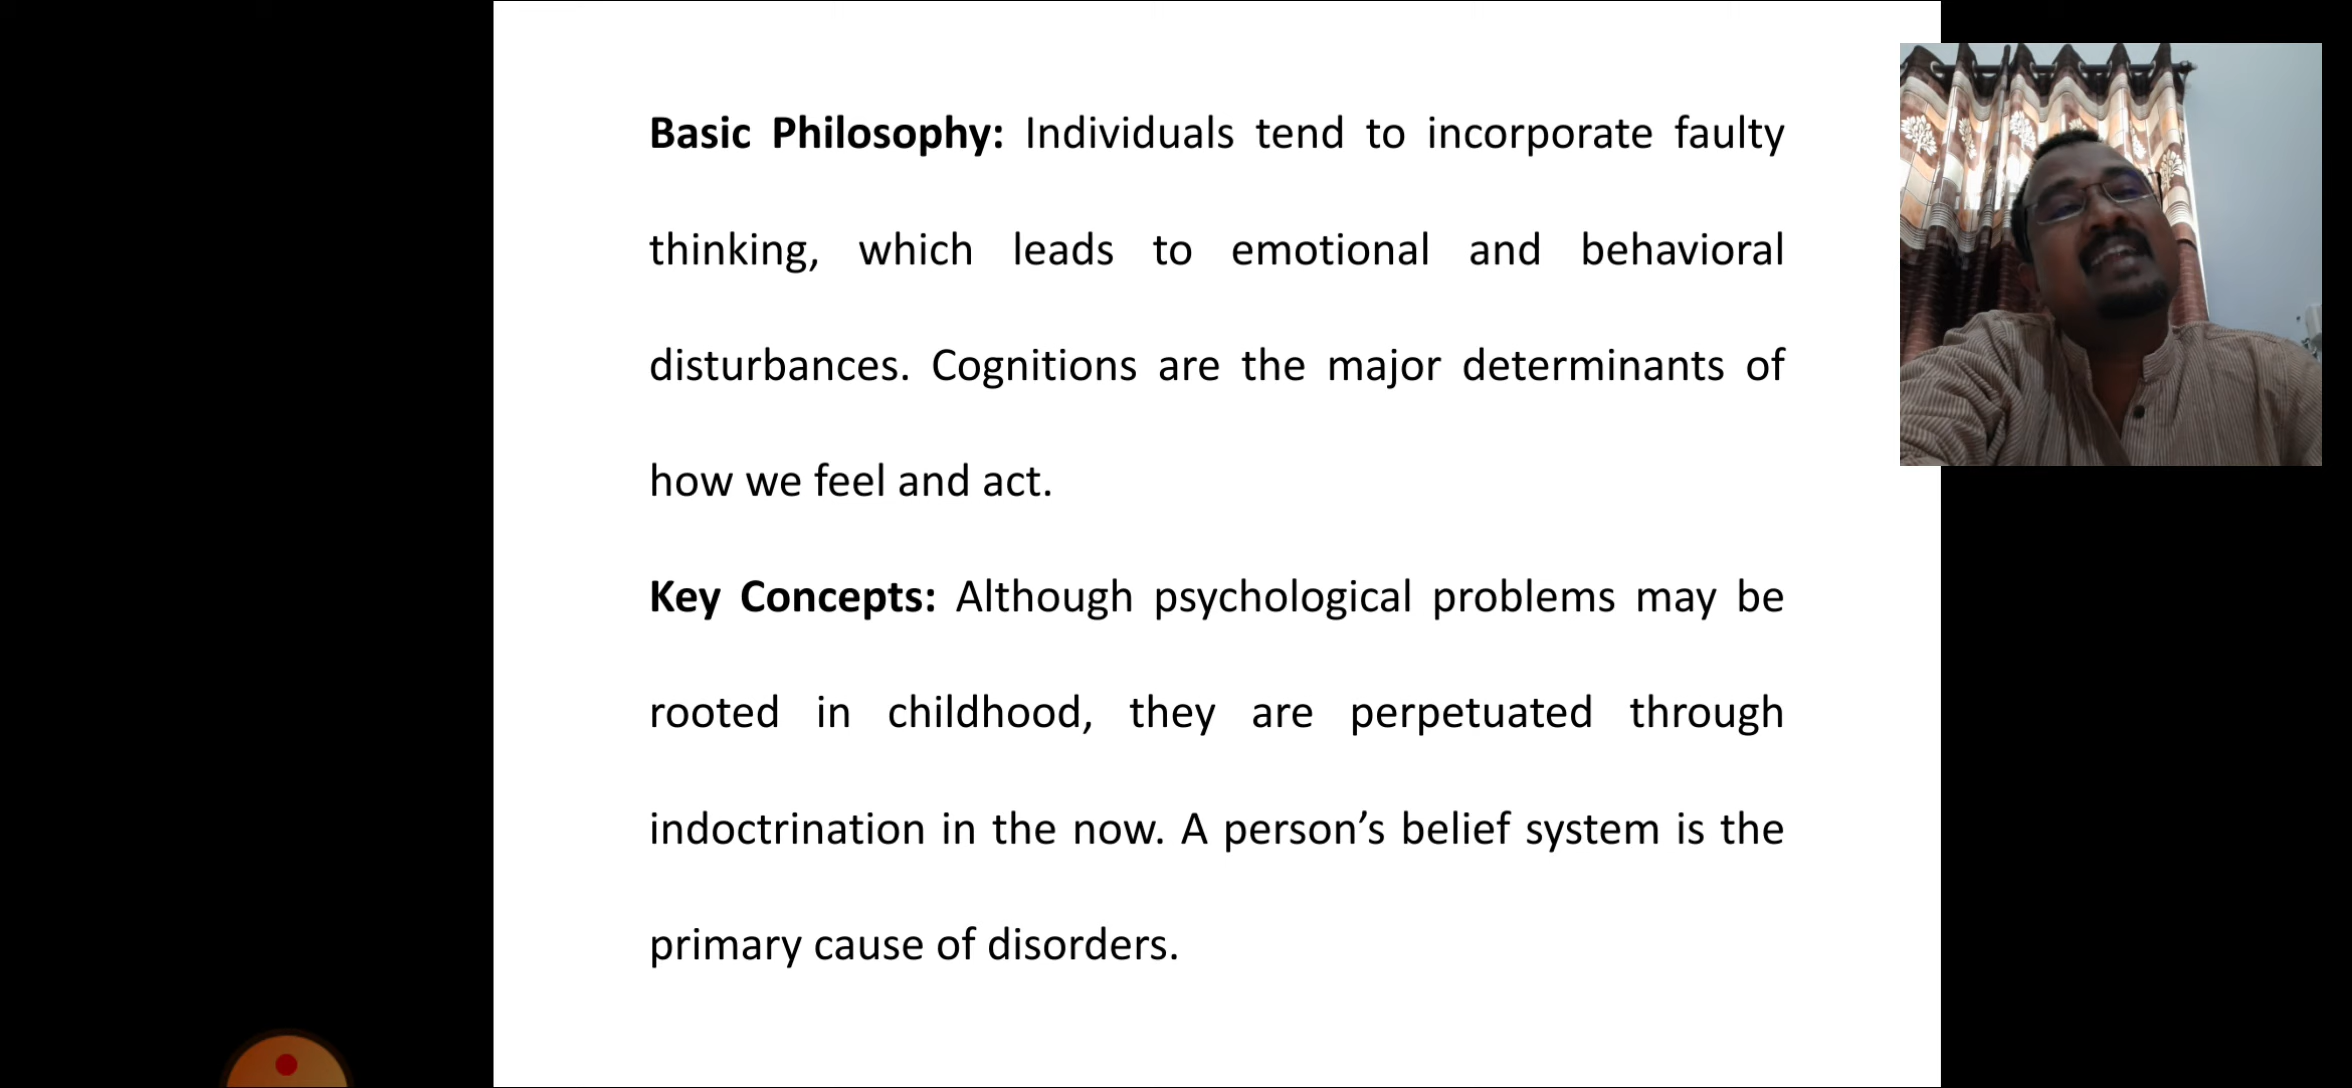 Basic Philosophy: Individuals tend to incorporate faulty
thinking, which leads to emotional and behavioral
disturbances. Cognitions are the major determinants of
how we feel and act.
Key Concepts: Although psychological problems may be
rooted in childhood, they are perpetuated through
indoctrination in the now. A person’s belief system is the
primary cause of disorders.